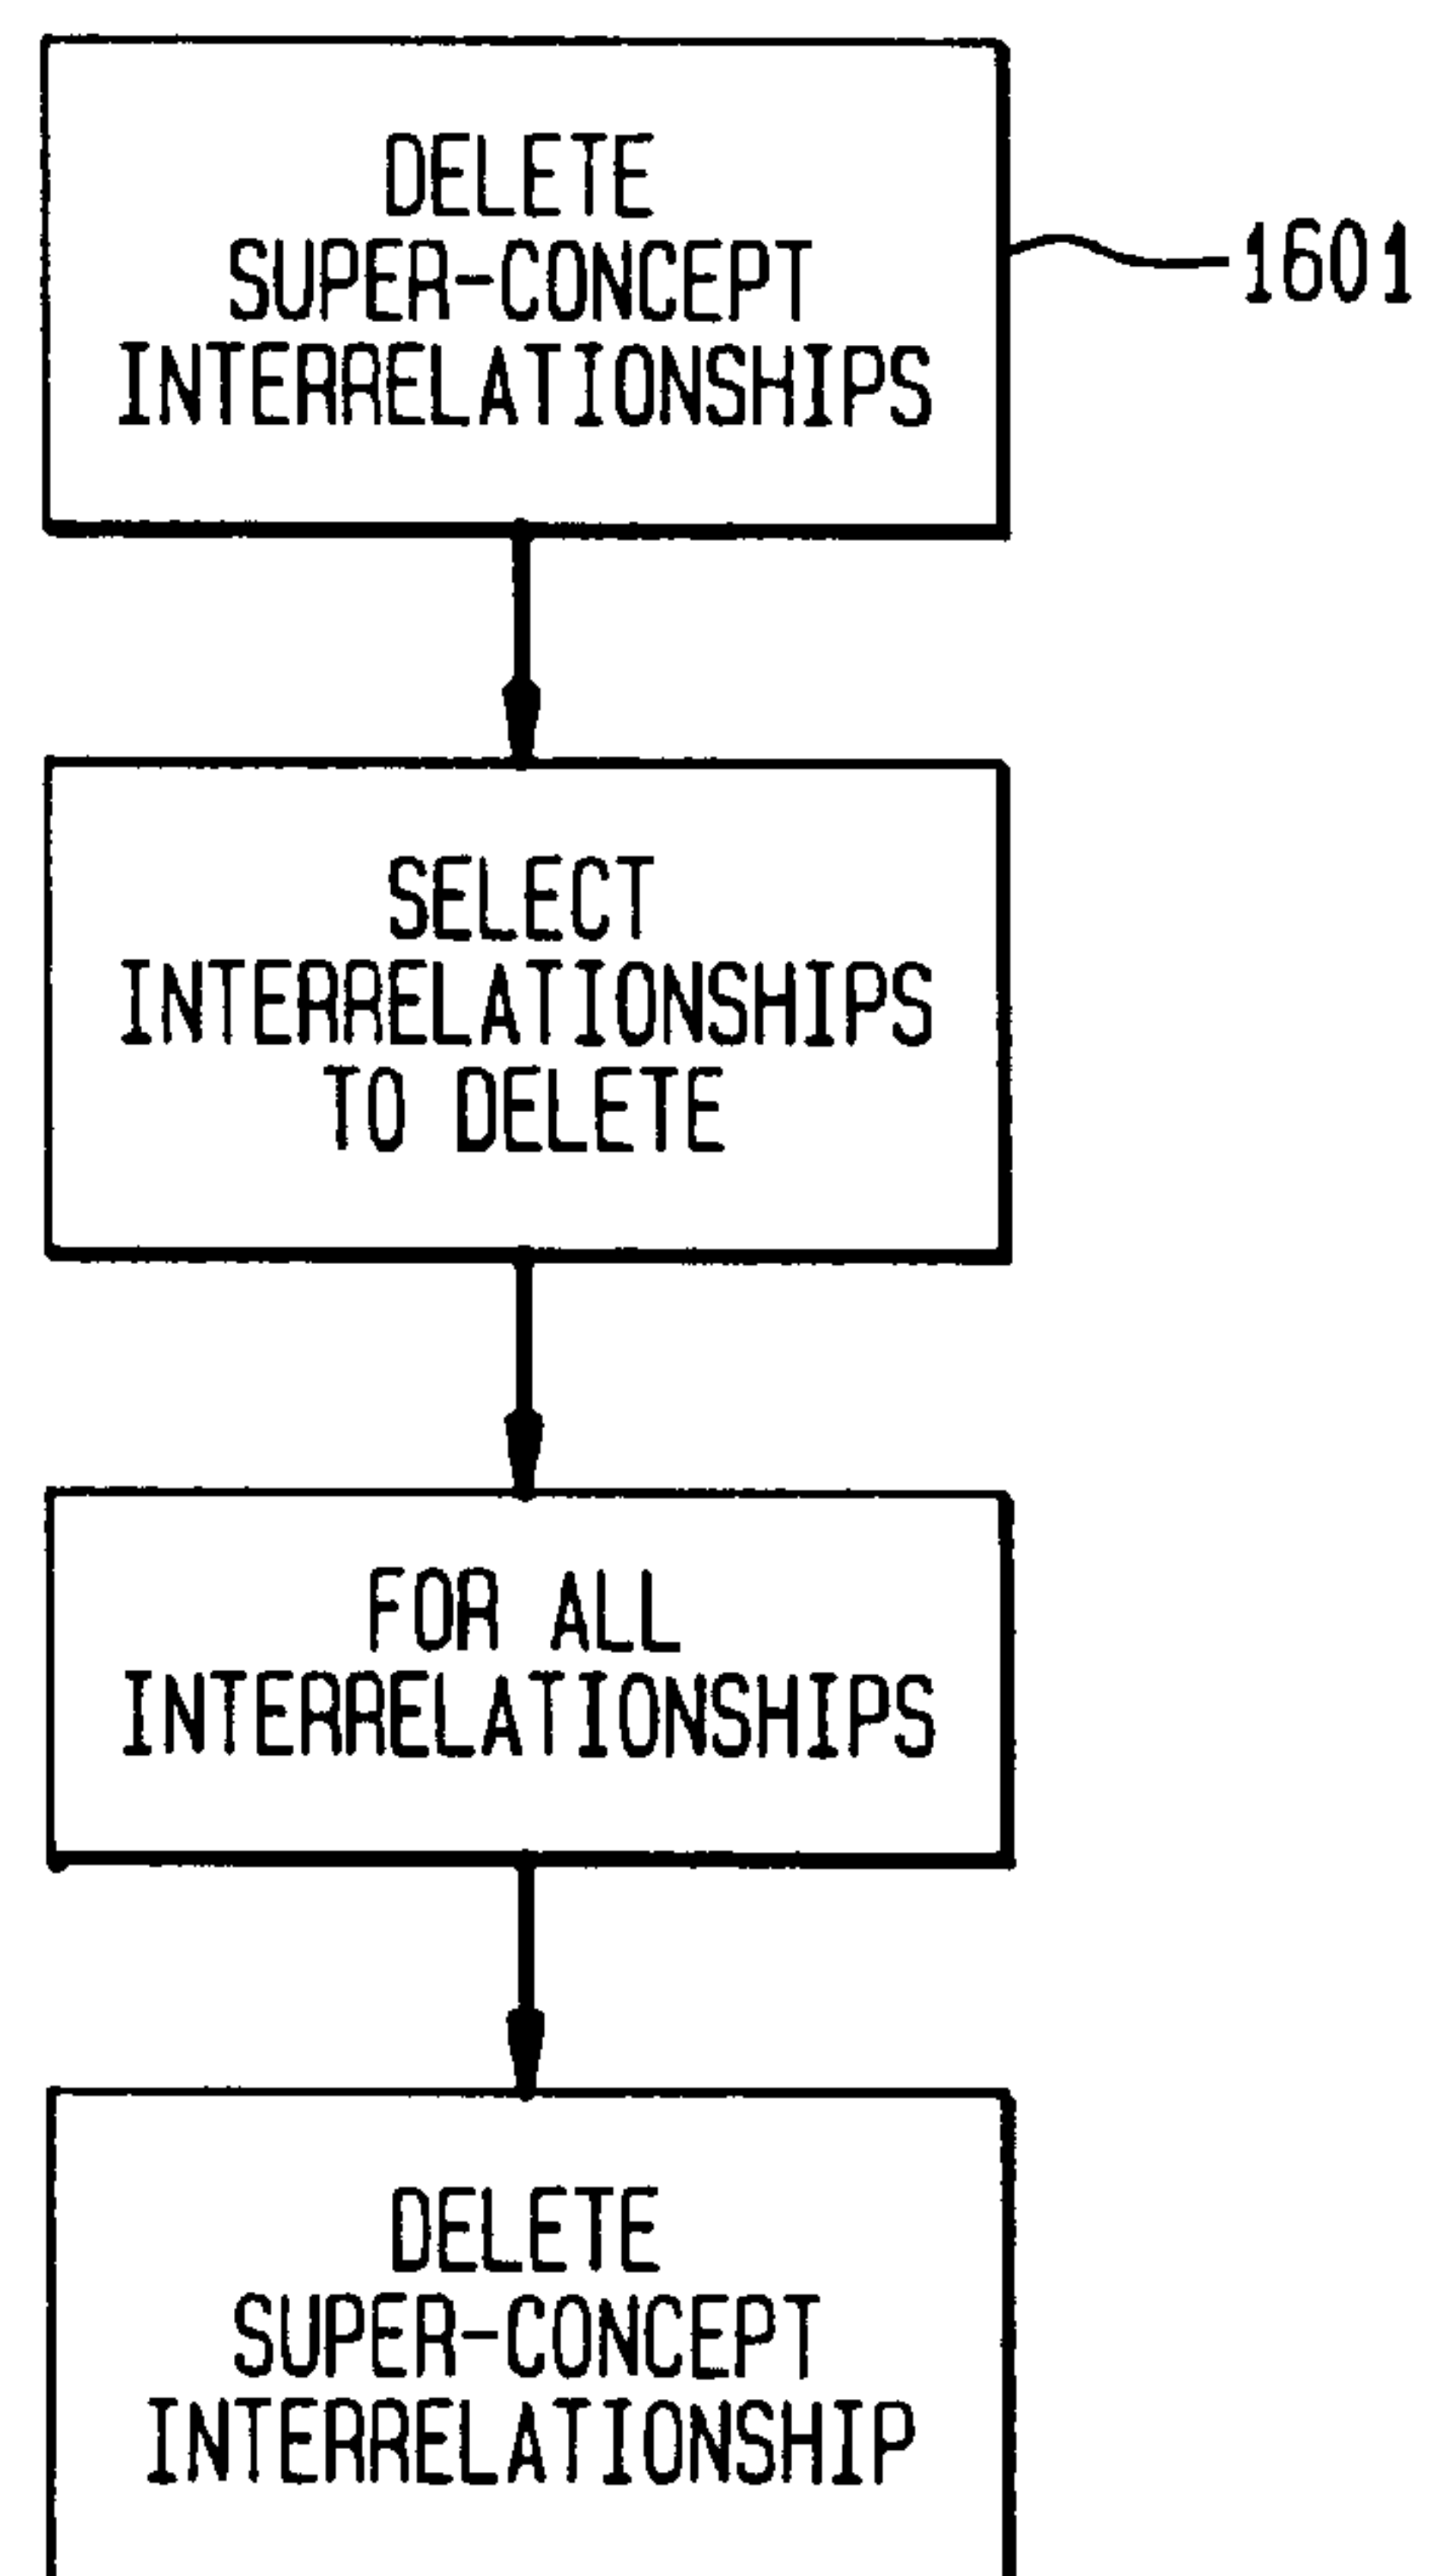 DELETE
SUPER-CONCEPT
INTERRELATIONSHIPS
1601
SELECT
INTERRELATIONSHIPS
TO DELETE
FOR ALL
INTERRELATIONSHIPS
DELETE
SUPER-CONCEPT
INTERRELATIONSHIP